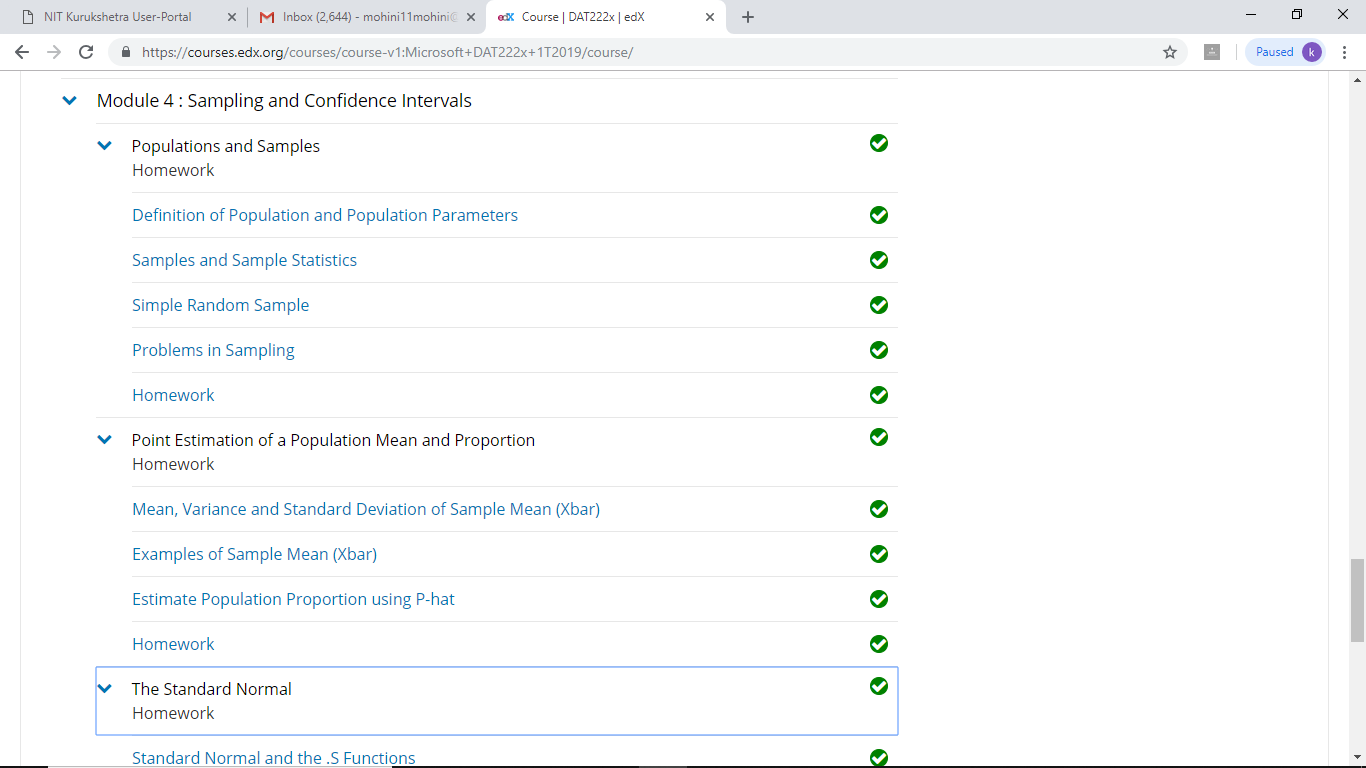 NIT Kurukshetra User-Portal
Inbox (2,644) - mohini11mohini@
edX Course | DAT222x | edX
https://courses.edx.org/courses/course-v1:Microsoft+DAT222x+1T2019/course/
Paused k
Module 4 : Sampling and Confidence Intervals
Populations and Samples
Homework
Definition of Population and Population Parameters
Samples and Sample Statistics
Simple Random Sample
Problems in Sampling
Homework
Point Estimation of a Population Mean and Proportion
Homework
Mean, Variance and Standard Deviation of Sample Mean (Xbar)
Examples of Sample Mean (Xbar)
Estimate Population Proportion using P-hat
Homework
The Standard Normal
Homework
Standard Normal and the .S Functions